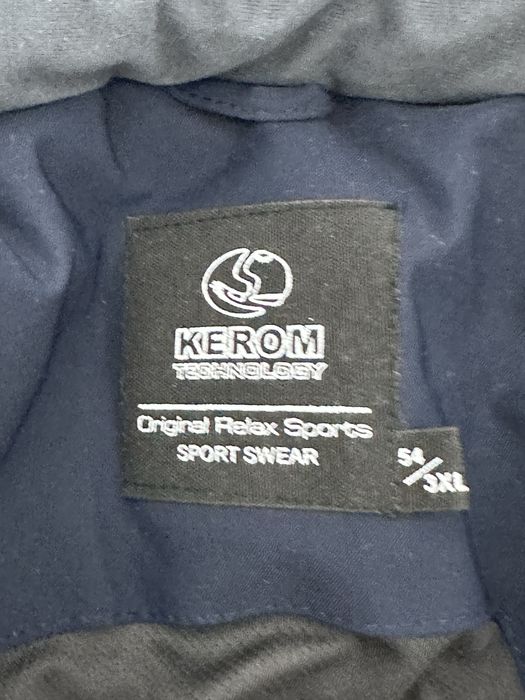 KEROM
TECHNOLOGY
Original Relax Sports
SPORT SWEAR
54/3XL